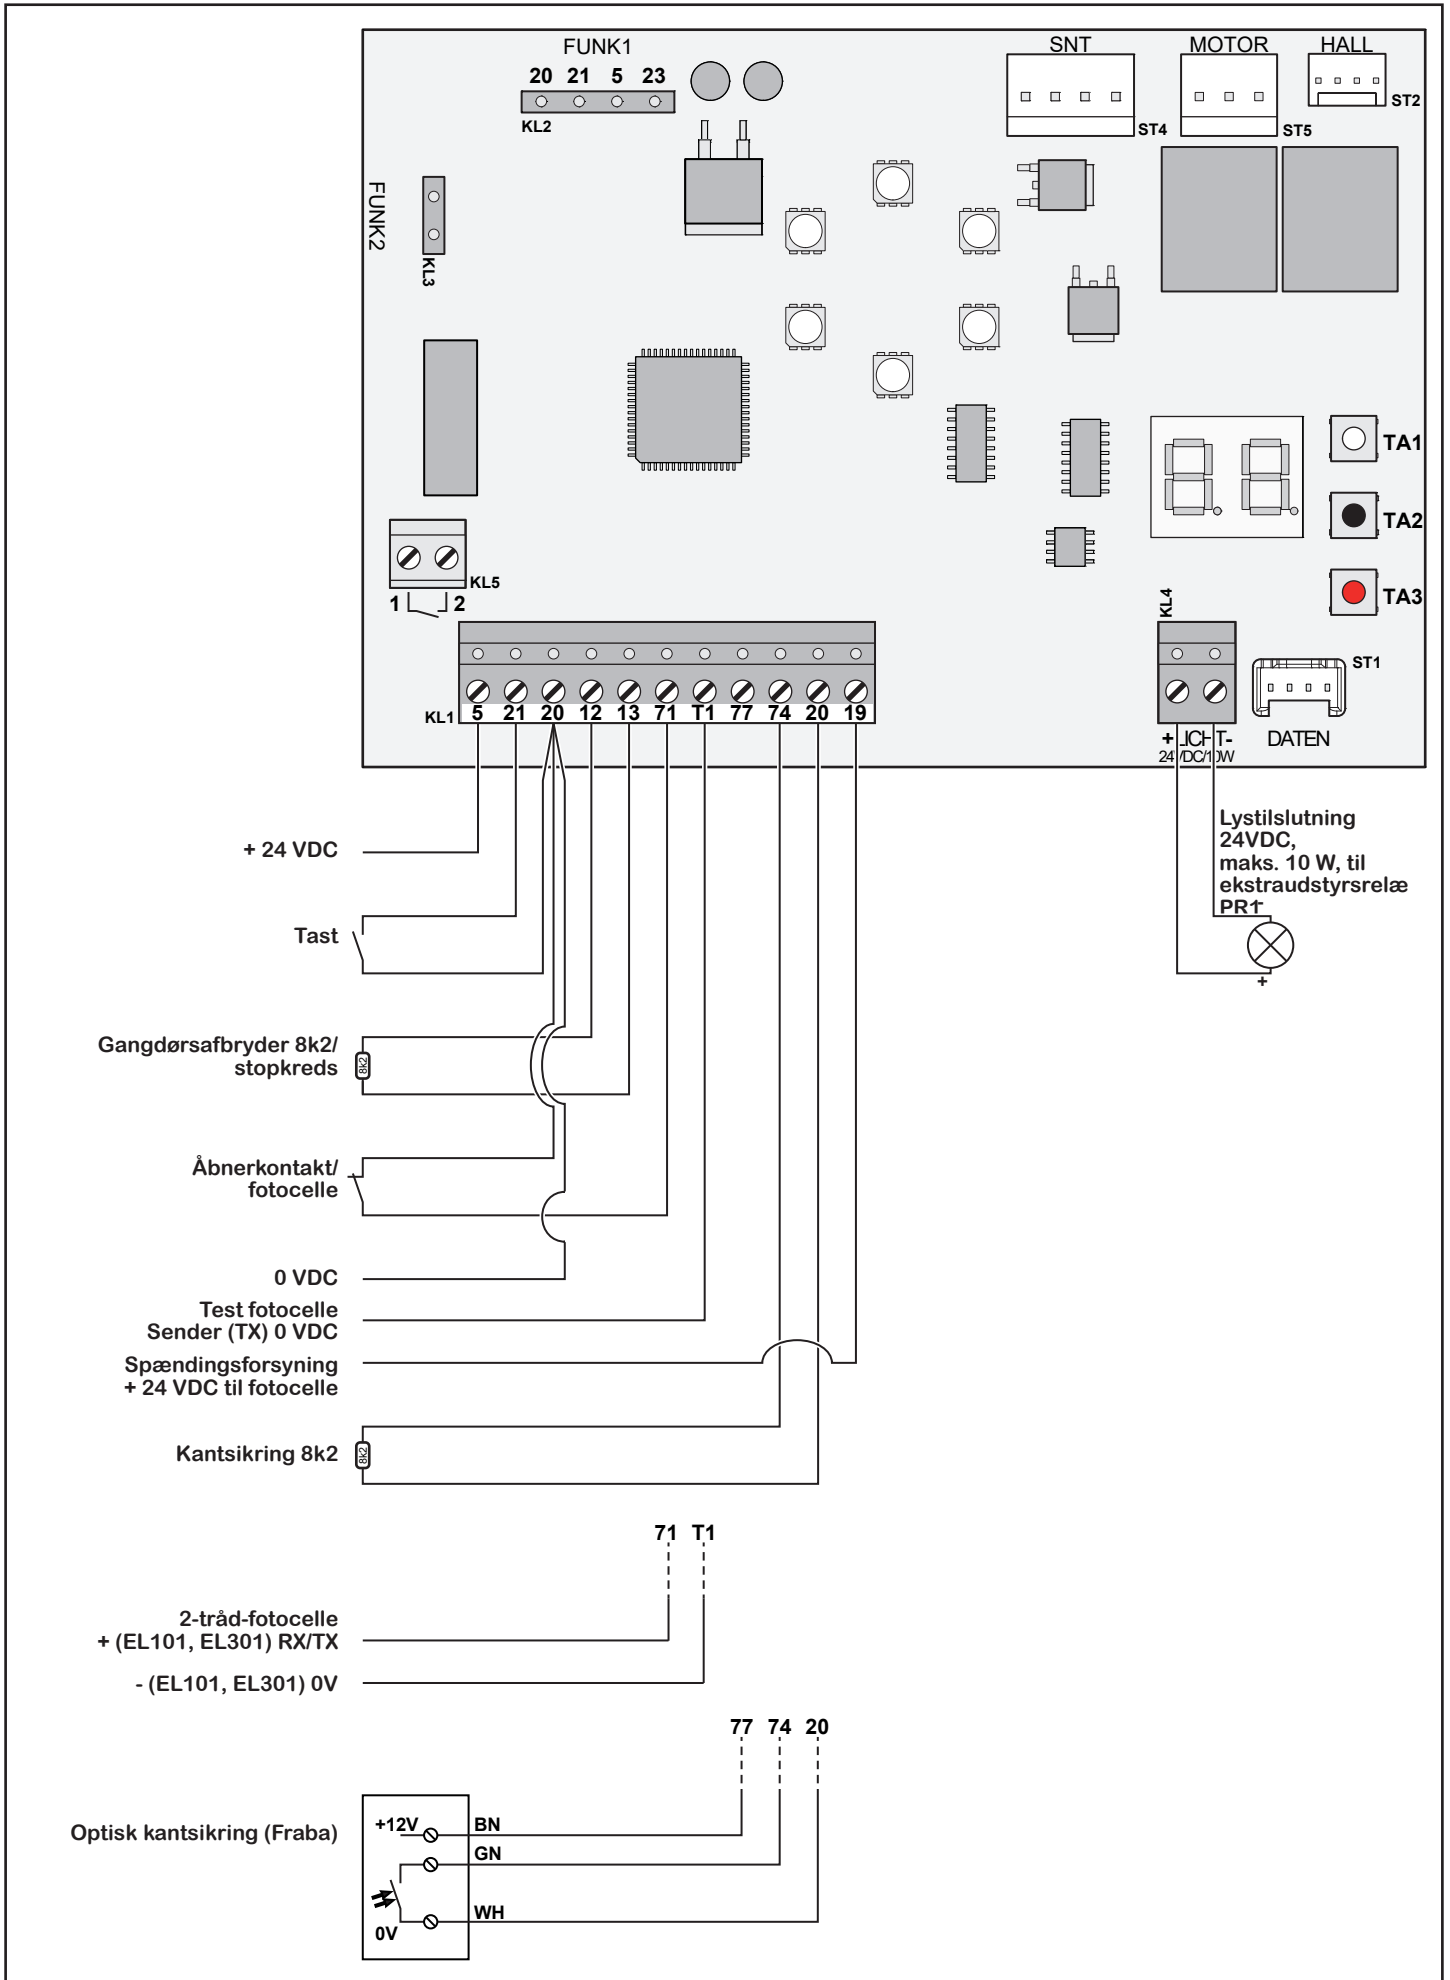 FUNK1
20 21 5 23
KL2
SNT
ST4
MOTOR
ST5
HALL
ST2
FUNK2
KL3
TA1
TA2
TA3
KL5
1 2
KL4
ST1
KL1
5 21 20 12 13 71 T1 77 74 20 19
+ LICHT-
24VDC/10W
DATEN
+ 24 VDC
Tast
Lystilslutning
24VDC,
maks. 10 W, til
ekstraudstyrsrelæ
PR1
-
+
Gangdørsafbryder 8k2/
stopkreds
8k2
Åbnerkontakt/
fotocelle
0 VDC
Test fotocelle
Sender (TX) 0 VDC
Spændingsforsyning
+ 24 VDC til fotocelle
Kantsikring 8k2
8k2
71 T1
2-tråd-fotocelle
+ (EL101, EL301) RX/TX
- (EL101, EL301) 0V
77 74 20
Optisk kantsikring (Fraba)
+12V
BN
GN
WH
0V